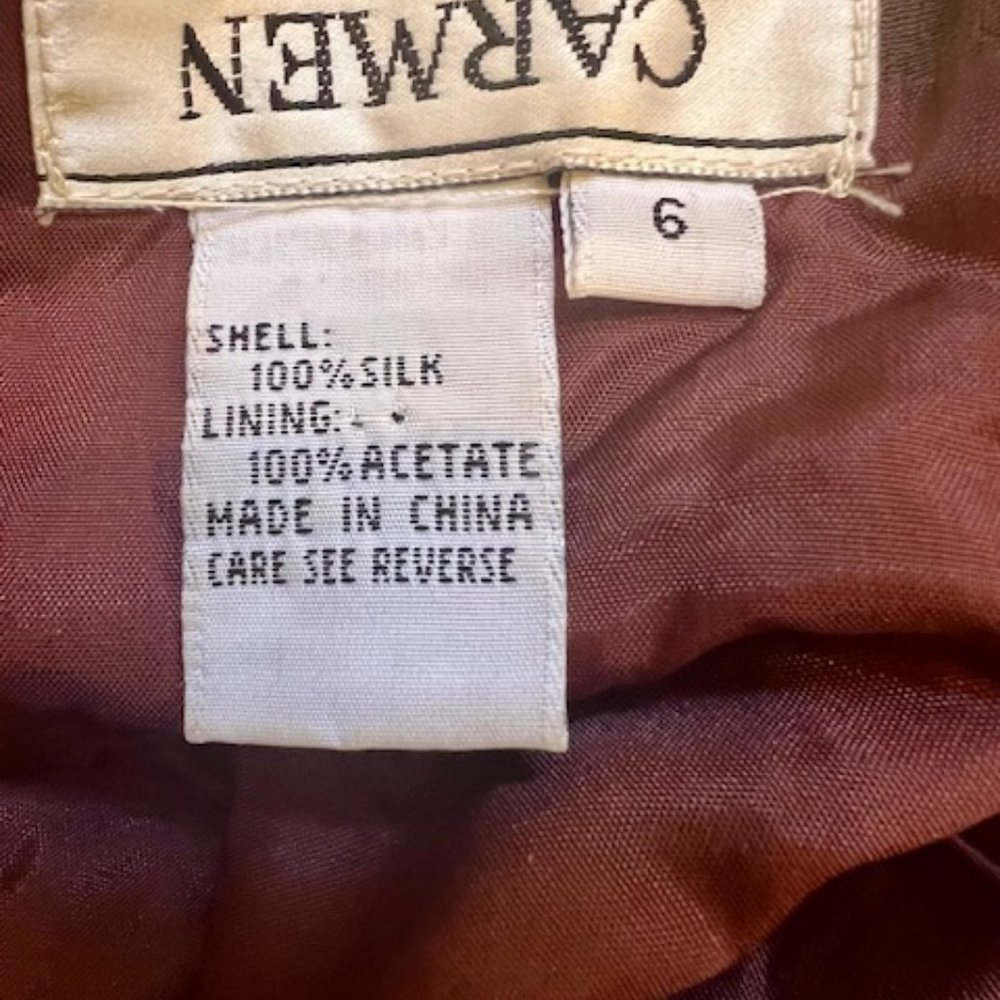 CARMEN
6
SHELL:
100% SILK
LINING:
100% ACETATE
MADE IN CHINA
CARE SEE REVERSE